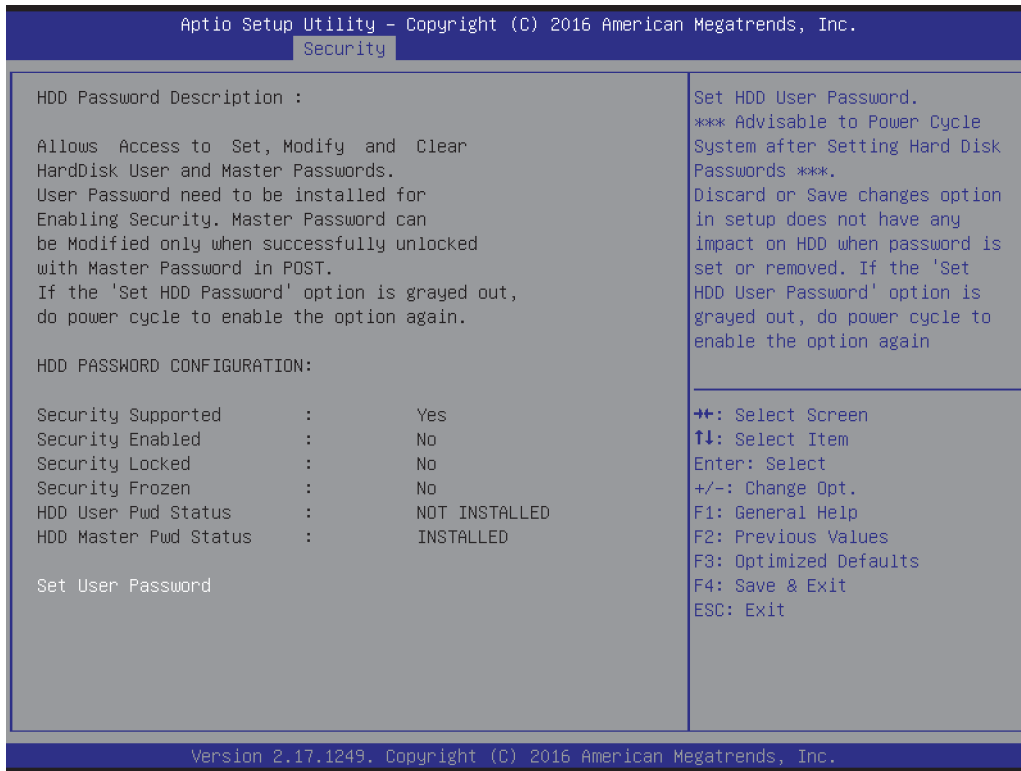 Aptio Setup Utility – Copyright (C) 2016 American Megatrends, Inc.
Security
HDD Password Description :
Allows Access to Set, Modify and Clear
HardDisk User and Master Passwords.
User Password need to be installed for
Enabling Security. Master Password can
be Modified only when successfully unlocked
with Master Password in POST.
If the 'Set HDD Password' option is grayed out,
do power cycle to enable the option again.
HDD PASSWORD CONFIGURATION:
Security Supported : Yes
Security Enabled : No
Security Locked : No
Security Frozen : No
HDD User Pwd Status : NOT INSTALLED
HDD Master Pwd Status : INSTALLED
Set User Password
Set HDD User Password.
*** Advisable to Power Cycle
System after Setting Hard Disk
Passwords ***.
Discard or Save changes option
in setup does not have any
impact on HDD when password is
set or removed. If the 'Set
HDD User Password' option is
grayed out, do power cycle to
enable the option again
→←: Select Screen
↑↓: Select Item
Enter: Select
+/-: Change Opt.
F1: General Help
F2: Previous Values
F3: Optimized Defaults
F4: Save & Exit
ESC: Exit
Version 2.17.1249. Copyright (C) 2016 American Megatrends, Inc.